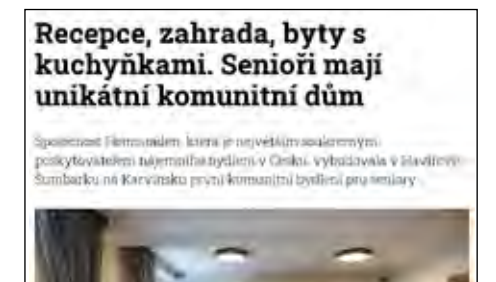 Recepce, zahrada, byty s
kuchyňkami. Senioři mají
unikátní komunitní dům
Společnost Heimstaden, která je největším soukromým
poskytovatelem nájemního bydlení v Česku, vybudovala v Havířově-
Šumbarku na Karvinsku první komunitní bydlení pro seniory.